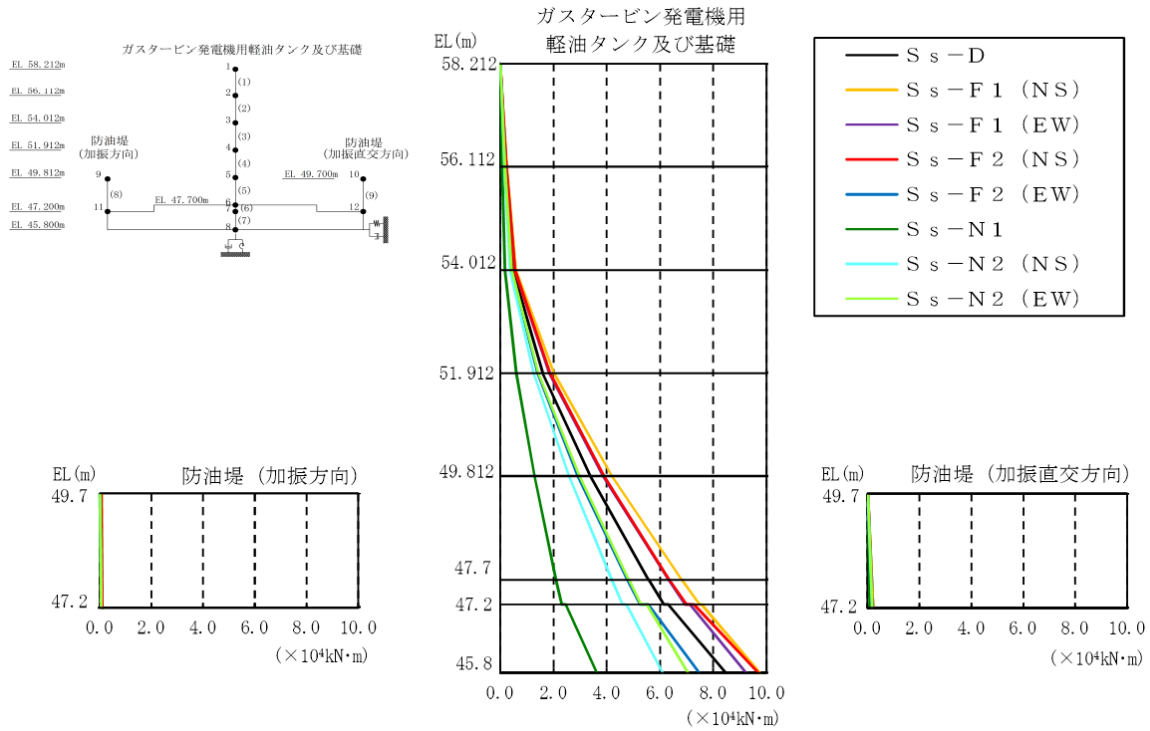 ガスタービン発電機用軽油タンク及び基礎
EL 58.212m
EL 56.112m
EL 54.012m
EL 51.912m
EL 49.812m
EL 47.200m
EL 45.800m
防油堤
(加振方向)
防油堤
(加振直交方向)
EL 49.700m
EL 47.700m
1
(1)
2
(2)
3
(3)
4
(4)
5
(5)
6
(6)
7
(7)
8
9
(8)
11
10
(9)
12
ガスタービン発電機用
軽油タンク及び基礎
EL(m)
58.212
56.112
54.012
51.912
49.812
47.7
47.2
45.8
0.0 2.0 4.0 6.0 8.0 10.0
(×10⁴kN･m)
Ｓｓ－Ｄ
Ｓｓ－Ｆ１（ＮＳ）
Ｓｓ－Ｆ１（ＥＷ）
Ｓｓ－Ｆ２（ＮＳ）
Ｓｓ－Ｆ２（ＥＷ）
Ｓｓ－Ｎ１
Ｓｓ－Ｎ２（ＮＳ）
Ｓｓ－Ｎ２（ＥＷ）
EL(m) 防油堤（加振方向）
49.7
47.2
0.0 2.0 4.0 6.0 8.0 10.0
(×10⁴kN･m)
EL(m) 防油堤（加振直交方向）
49.7
47.2
0.0 2.0 4.0 6.0 8.0 10.0
(×10⁴kN･m)